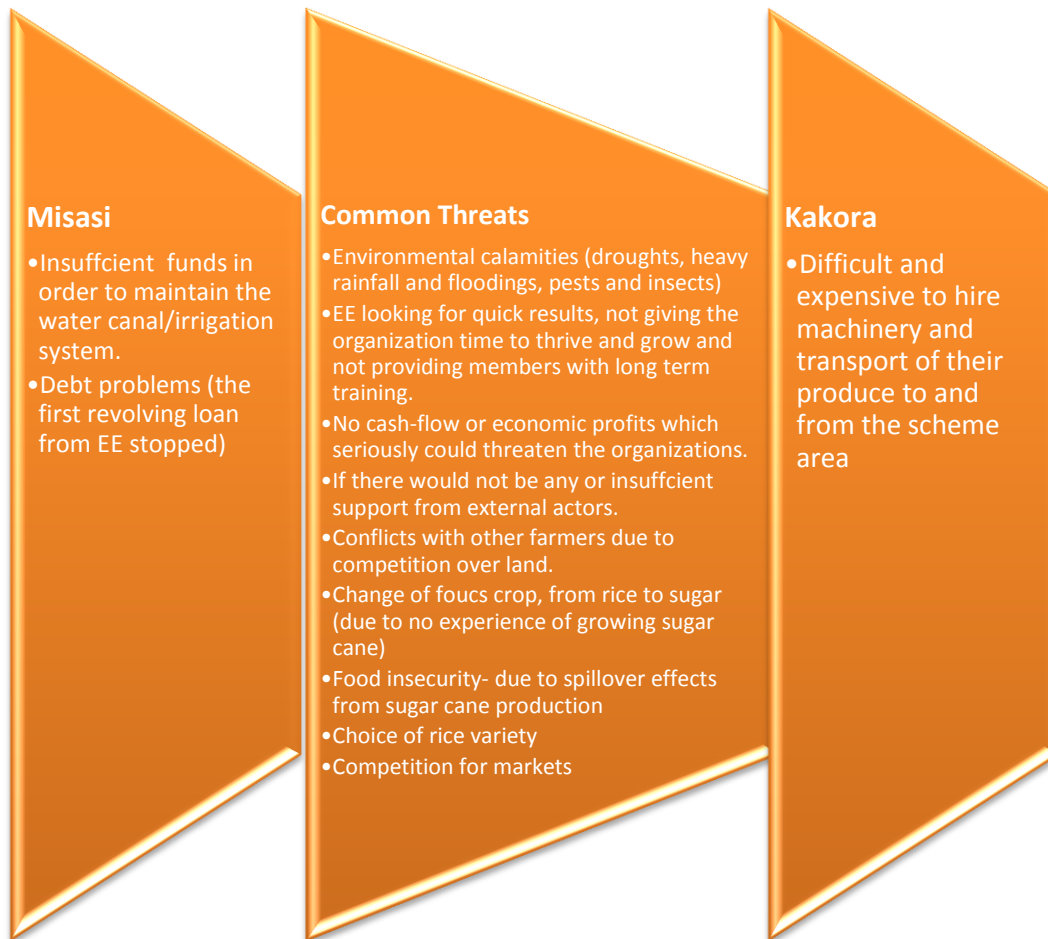 Misasi
•Insuffcient funds in
order to maintain the
water canal/irrigation
system.
•Debt problems (the
first revolving loan
from EE stopped)
Common Threats
•Environmental calamities (droughts, heavy
rainfall and floodings, pests and insects)
•EE looking for quick results, not giving the
organization time to thrive and grow and
not providing members with long term
training.
•No cash-flow or economic profits which
seriously could threaten the organizations.
•If there would not be any or insuffcient
support from external actors.
•Conflicts with other farmers due to
competition over land.
•Change of foucs crop, from rice to sugar
(due to no experience of growing sugar
cane)
•Food insecurity- due to spillover effects
from sugar cane production
•Choice of rice variety
•Competition for markets
Kakora
•Difficult and
expensive to hire
machinery and
transport of their
produce to and
from the scheme
area